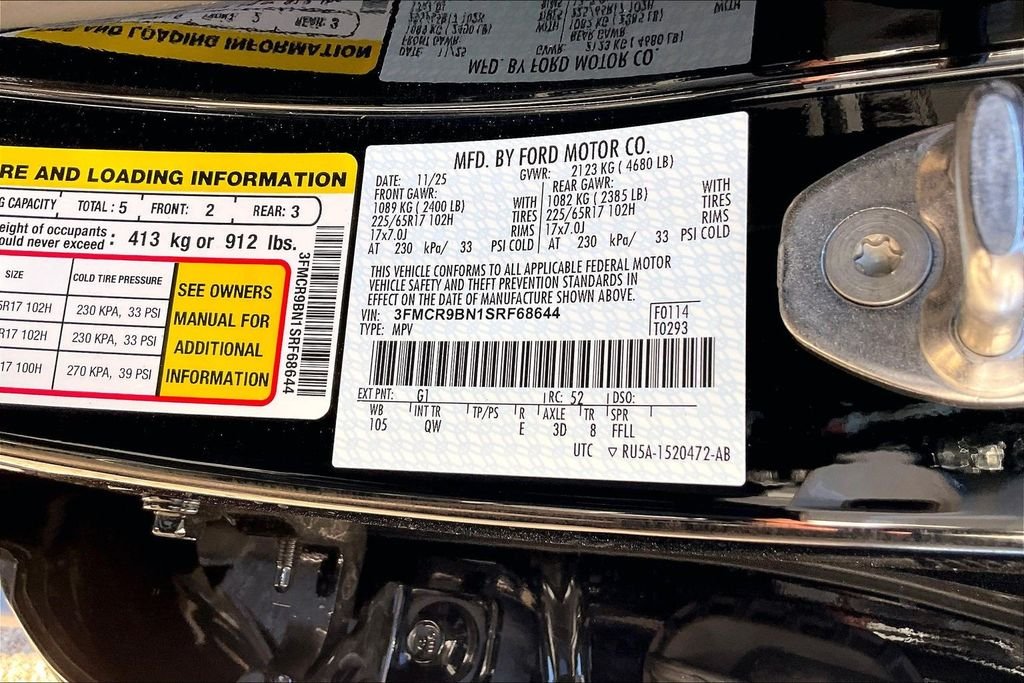 RE AND LOADING INFORMATION
G CAPACITY TOTAL: 5 FRONT: 2 REAR: 3
eight of occupants
ould never exceed : 413 kg or 912 lbs.
SIZE COLD TIRE PRESSURE
5R17 102H 230 KPA, 33 PSI
R17 102H 230 KPA, 33 PSI
17 100H 270 KPA, 39 PSI
SEE OWNERS
MANUAL FOR
ADDITIONAL
INFORMATION
3FMCR9BN1SRF68644
MFD. BY FORD MOTOR CO.
DATE: 11/25 GVWR: 2123 KG ( 4680 LB)
FRONT GAWR: REAR GAWR:
1089 KG ( 2400 LB) WITH 1082 KG ( 2385 LB) WITH
225/65R17 102H TIRES 225/65R17 102H TIRES
17x7.0J RIMS 17x7.0J RIMS
AT 230 kPa/ 33 PSI COLD AT 230 kPa/ 33 PSI COLD
THIS VEHICLE CONFORMS TO ALL APPLICABLE FEDERAL MOTOR
VEHICLE SAFETY AND THEFT PREVENTION STANDARDS IN
EFFECT ON THE DATE OF MANUFACTURE SHOWN ABOVE.
VIN: 3FMCR9BN1SRF68644 F0114
TYPE: MPV T0293
EXT PNT: G1 RC: 52 DSO:
WB INT TR TP/PS R AXLE TR SPR
105 QW E 3D 8 FFLL
UTC ▽ RU5A-1520472-AB